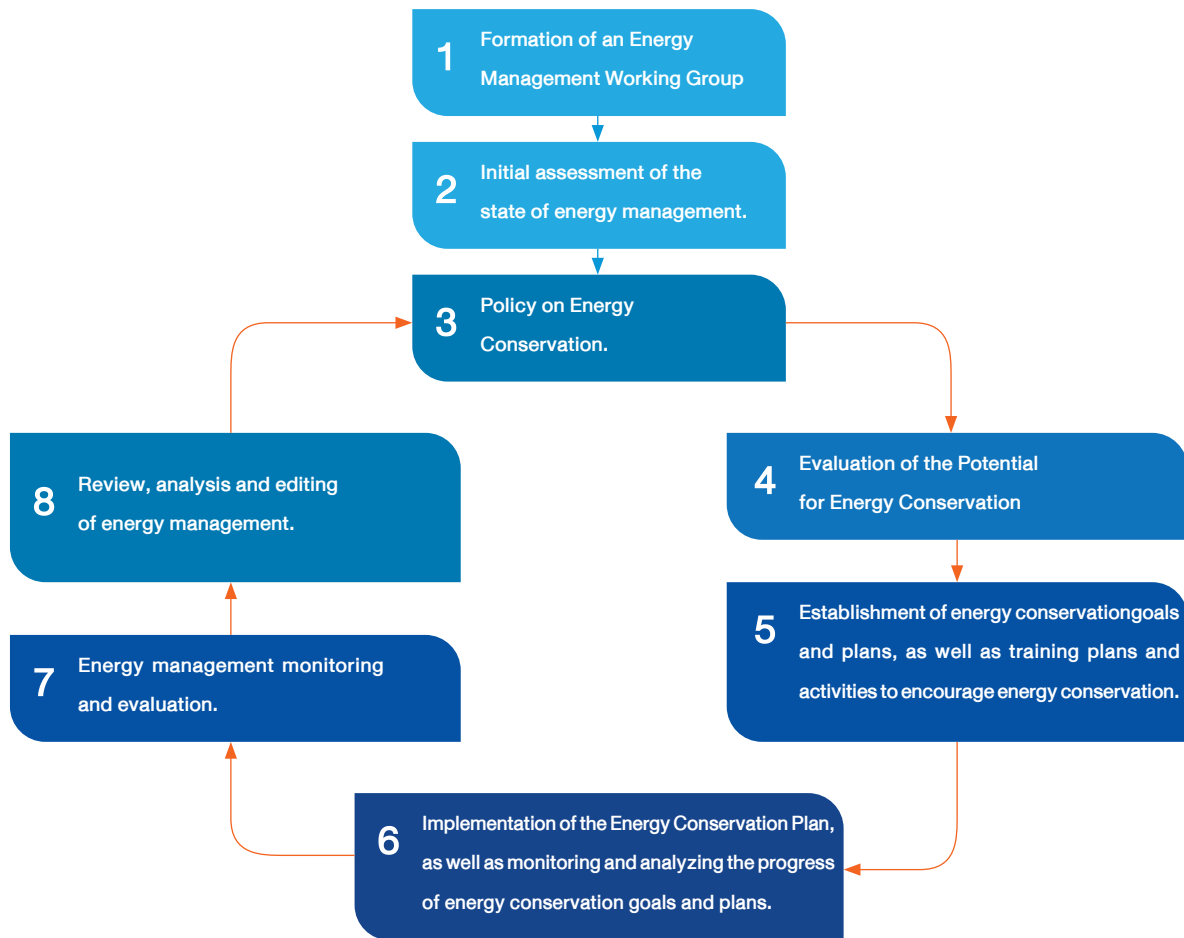 1
Formation of an Energy
Management Working Group
2
Initial assessment of the
state of energy management.
3
Policy on Energy
Conservation.
4
Evaluation of the Potential
for Energy Conservation
5
Establishment of energy conservationgoals
and plans, as well as training plans and
activities to encourage energy conservation.
6
Implementation of the Energy Conservation Plan,
as well as monitoring and analyzing the progress
of energy conservation goals and plans.
7
Energy management monitoring
and evaluation.
8
Review, analysis and editing
of energy management.